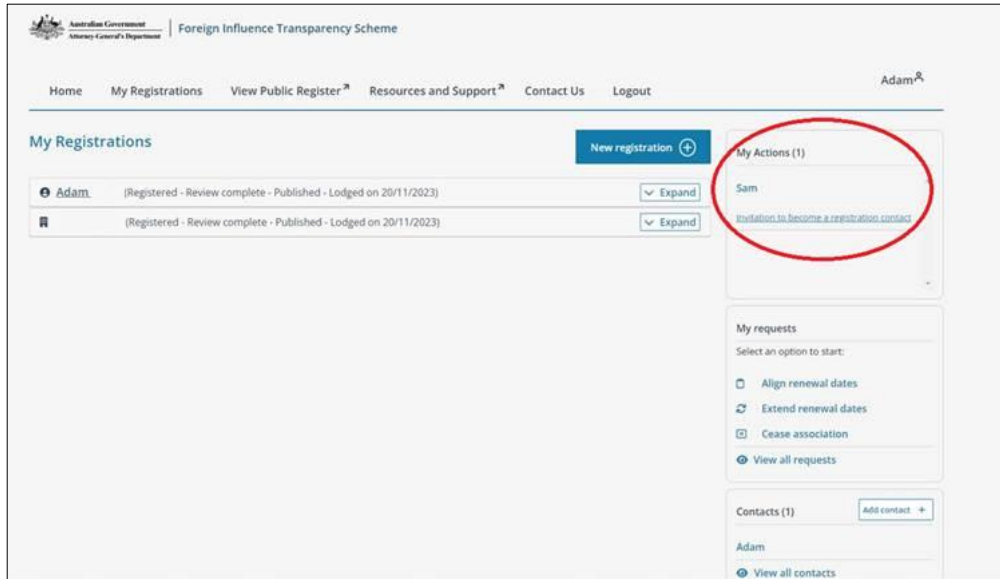 Australian Government
Attorney-General's Department
Foreign Influence Transparency Scheme
Adam
Home My Registrations View Public Register Resources and Support Contact Us Logout
My Registrations
New registration
Adam (Registered - Review complete - Published - Lodged on 20/11/2023) Expand
(Registered - Review complete - Published - Lodged on 20/11/2023) Expand
My Actions (1)
Sam
Invitation to become a registration contact
My requests
Select an option to start:
Align renewal dates
Extend renewal dates
Cease association
View all requests
Contacts (1) Add contact +
Adam
View all contacts